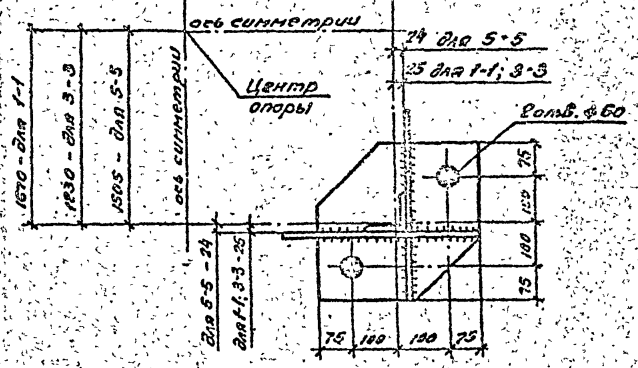 ось симметрии
24 для 5-5
25 для 1-1; 3-3
Центр
опоры
2 отв. ф60
1670 - для 1-1
1230 - для 3-3
1505 - для 5-5
ось симметрии
для 5-5 - 24
для 1-1; 3-3 - 25
75
100
100
75
75
100
100
75